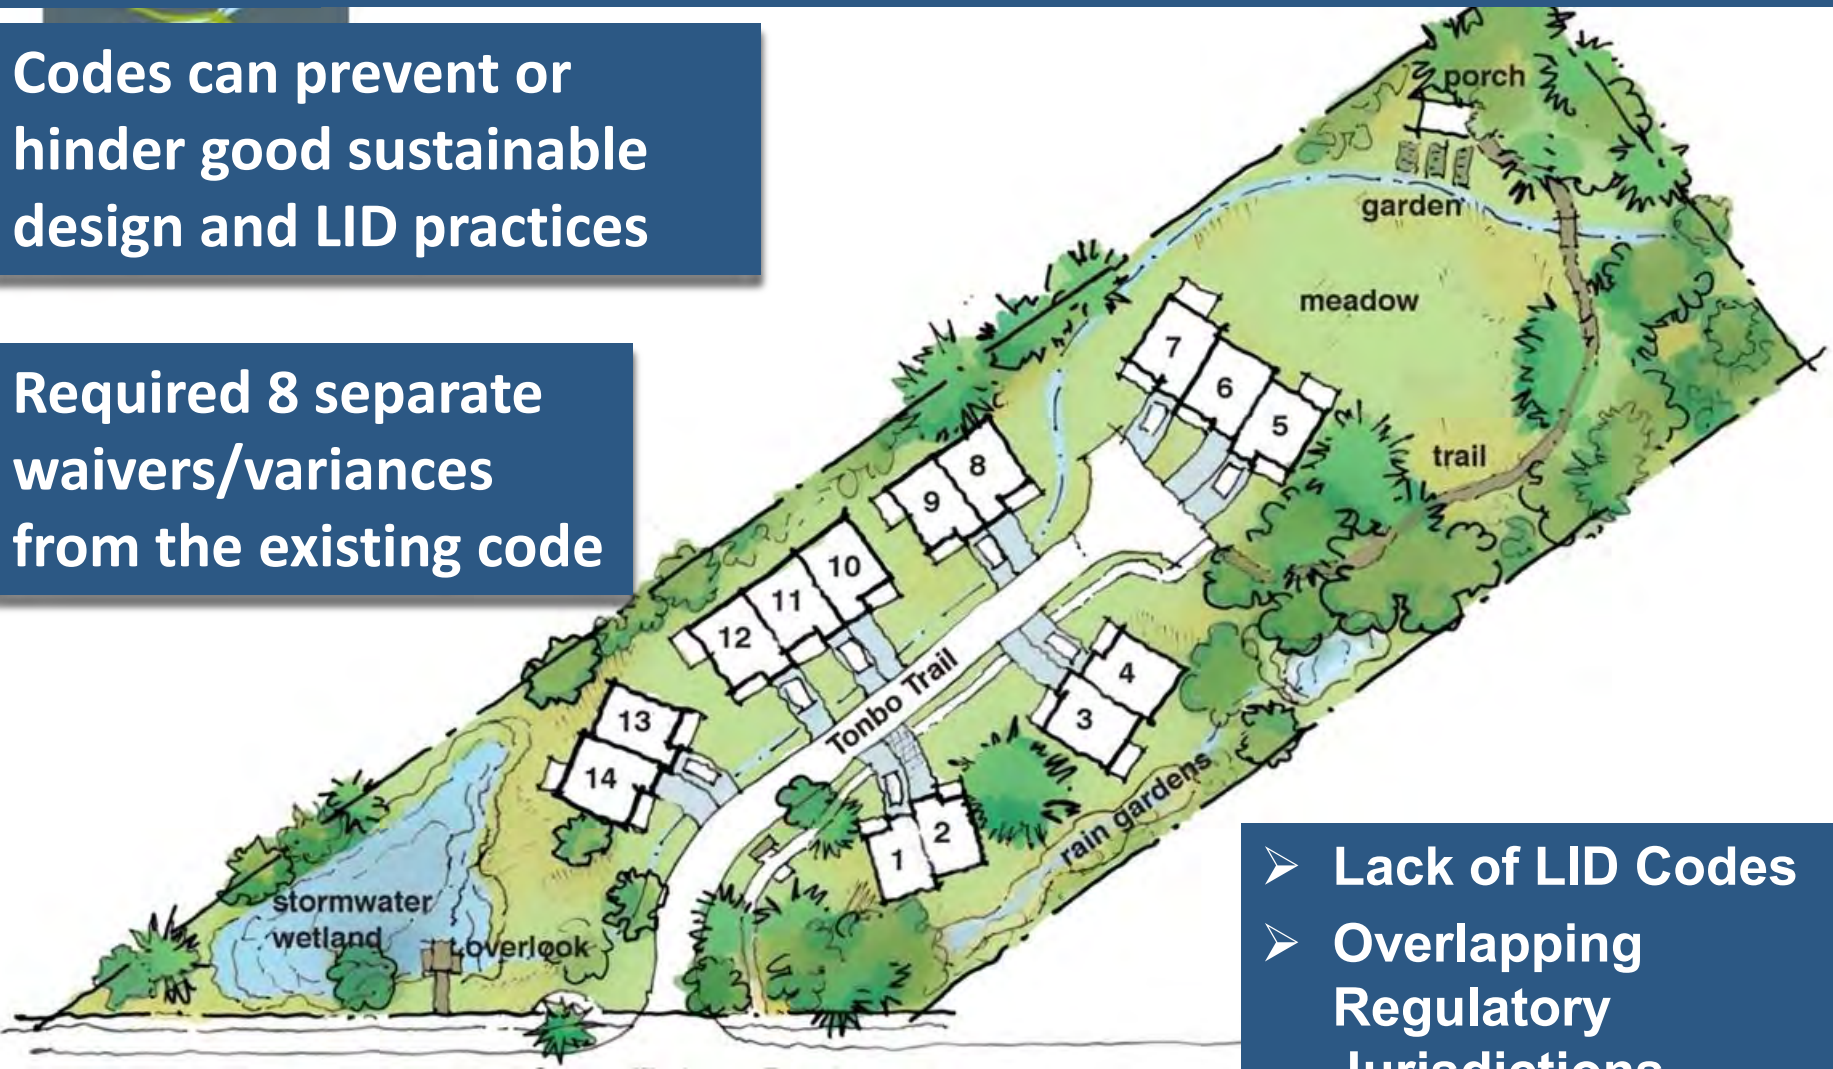 Codes can prevent or
hinder good sustainable
design and LID practices
Required 8 separate
waivers/variances
from the existing code
porch
garden
meadow
7
6
5
trail
8
9
10
11
12
4
3
Tonbo Trail
13
14
2
1
rain gardens
stormwater
wetland
overlook
➢ Lack of LID Codes
➢ Overlapping
Regulatory
Jurisdictions